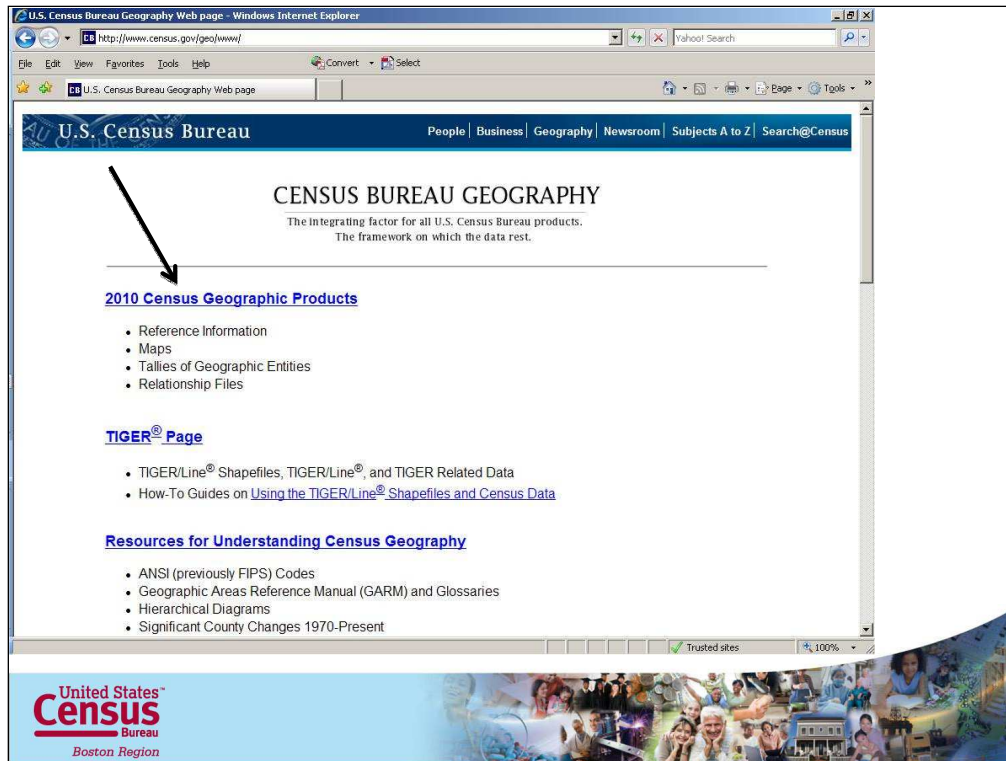 U.S. Census Bureau Geography Web page - Windows Internet Explorer
CB http://www.census.gov/geo/www/
Yahoo! Search
File Edit View Favorites Tools Help
Convert Select
CB U.S. Census Bureau Geography Web page
Page Tools »
U.S. Census Bureau
People | Business | Geography | Newsroom | Subjects A to Z | Search@Census
CENSUS BUREAU GEOGRAPHY
The integrating factor for all U.S. Census Bureau products.
The framework on which the data rest.
2010 Census Geographic Products
• Reference Information
• Maps
• Tallies of Geographic Entities
• Relationship Files
TIGER® Page
• TIGER/Line® Shapefiles, TIGER/Line®, and TIGER Related Data
• How-To Guides on Using the TIGER/Line® Shapefiles and Census Data
Resources for Understanding Census Geography
• ANSI (previously FIPS) Codes
• Geographic Areas Reference Manual (GARM) and Glossaries
• Hierarchical Diagrams
• Significant County Changes 1970-Present
Trusted sites
100%
United States™
Census
Bureau
Boston Region